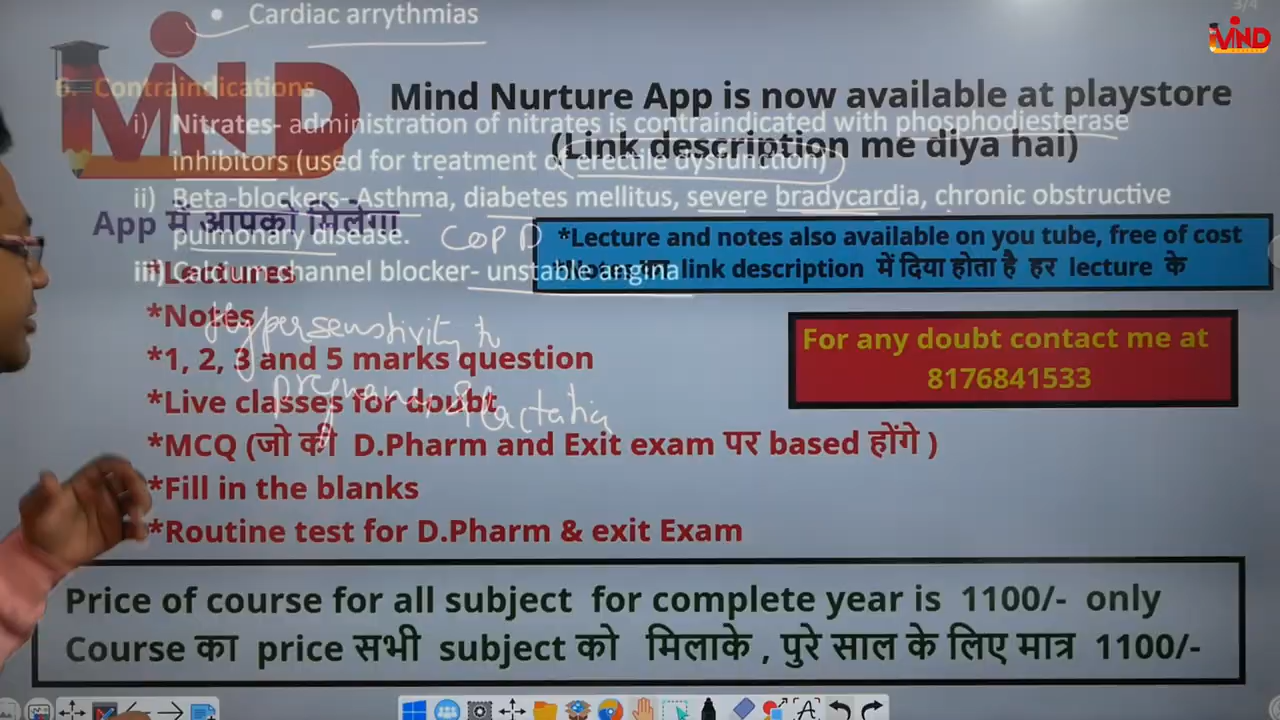 3/4
• Cardiac arrythmias
MIND
MIND
6. Contraindications
Mind Nurture App is now available at playstore
i) Nitrates- administration of nitrates is contraindicated with phosphodiesterase
(Link description me diya hai)
inhibitors (used for treatment of erectile dysfunction)
ii) Beta-blockers- Asthma, diabetes mellitus, severe bradycardia, chronic obstructive
App में आपको मिलेगा
pulmonary disease. COPD
*Lecture and notes also available on you tube, free of cost
link description में दिया होता है हर lecture के
iii) Calcium channel blocker- unstable angina
*Lectures
*Notes
Hypersenstivity to
*1, 2, 3 and 5 marks question
For any doubt contact me at
8176841533
& lactation
*Live classes for doubt
*MCQ (जो की D.Pharm and Exit exam पर based होंगे )
*Fill in the blanks
*Routine test for D.Pharm & exit Exam
Price of course for all subject for complete year is 1100/- only
Course का price सभी subject को मिलाके , पुरे साल के लिए मात्र 1100/-